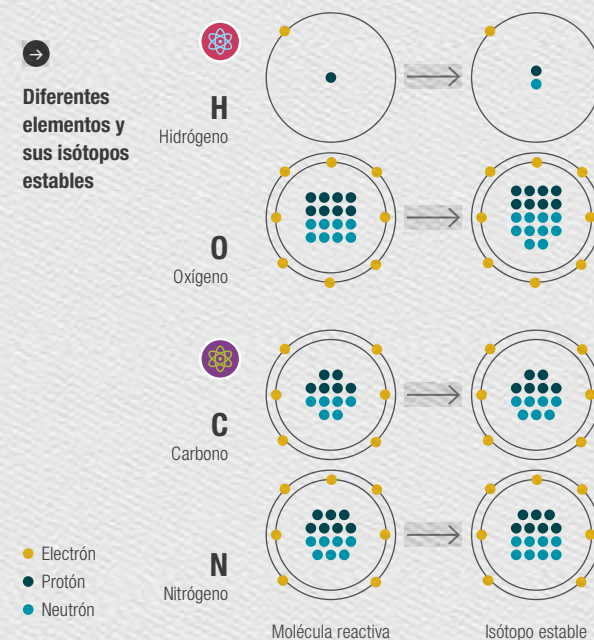 Diferentes
elementos y
sus isótopos
estables
H
Hidrógeno
O
Oxígeno
C
Carbono
N
Nitrógeno
Electrón
Protón
Neutrón
Molécula reactiva
Isótopo estable